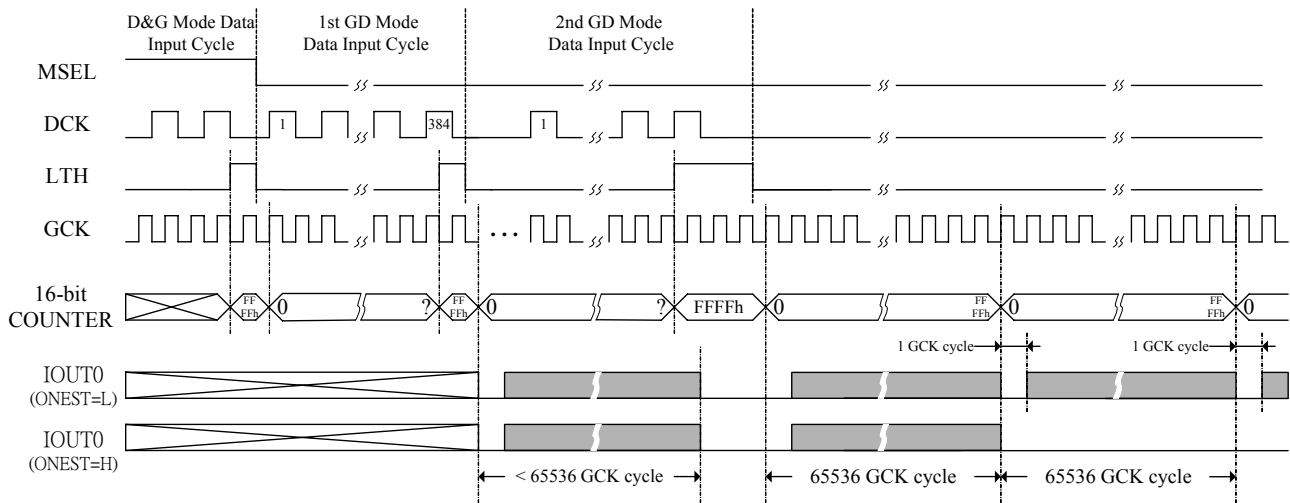 D&G Mode Data
Input Cycle
1st GD Mode
Data Input Cycle
2nd GD Mode
Data Input Cycle
MSEL
DCK
1
384
1
LTH
GCK
...
16-bit
COUNTER
FF
FFh
0
?
FF
FFh
0
?
FFFFh
0
FF
FFh
0
FF
FFh
0
1 GCK cycle
1 GCK cycle
IOUT0
(ONEST=L)
IOUT0
(ONEST=H)
< 65536 GCK cycle
65536 GCK cycle
65536 GCK cycle